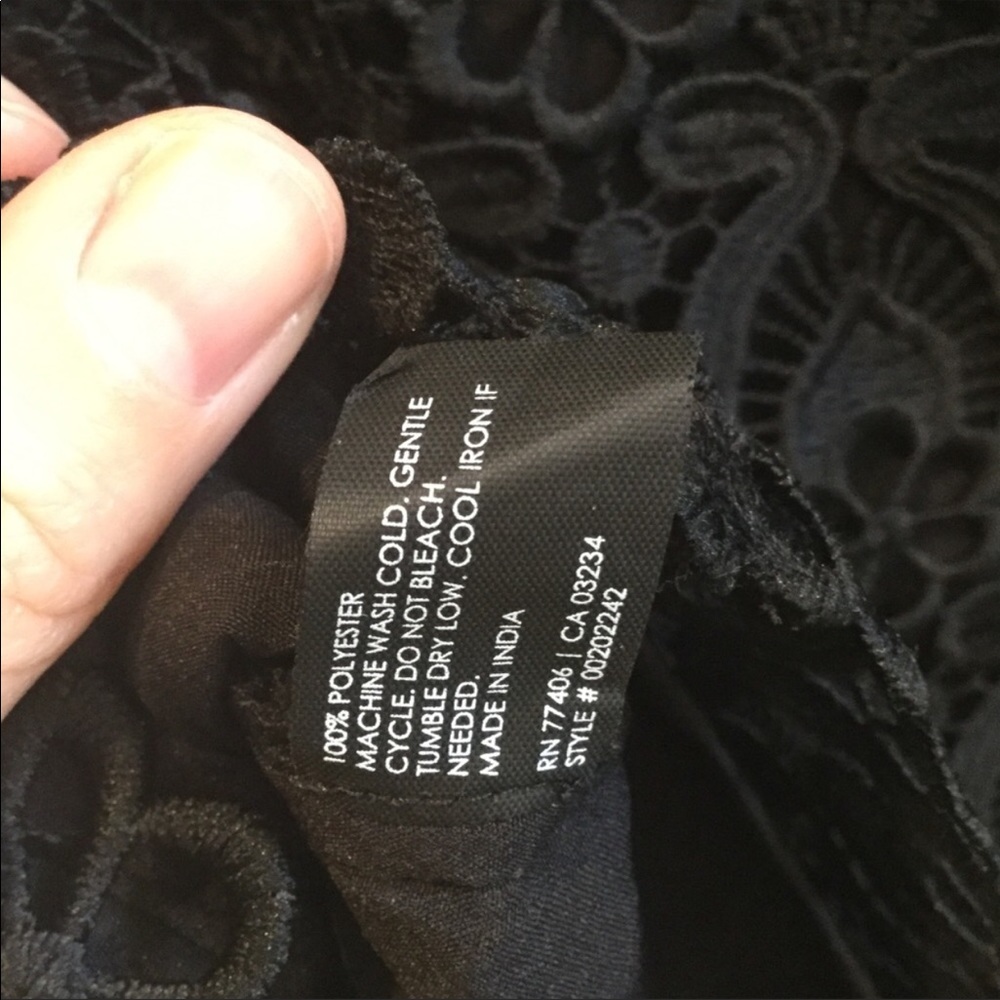 100% POLYESTER
MACHINE WASH COLD. GENTLE
CYCLE. DO NOT BLEACH.
TUMBLE DRY LOW. COOL IRON IF
NEEDED.
MADE IN INDIA
RN 77406 | CA 03234
STYLE # 00202242